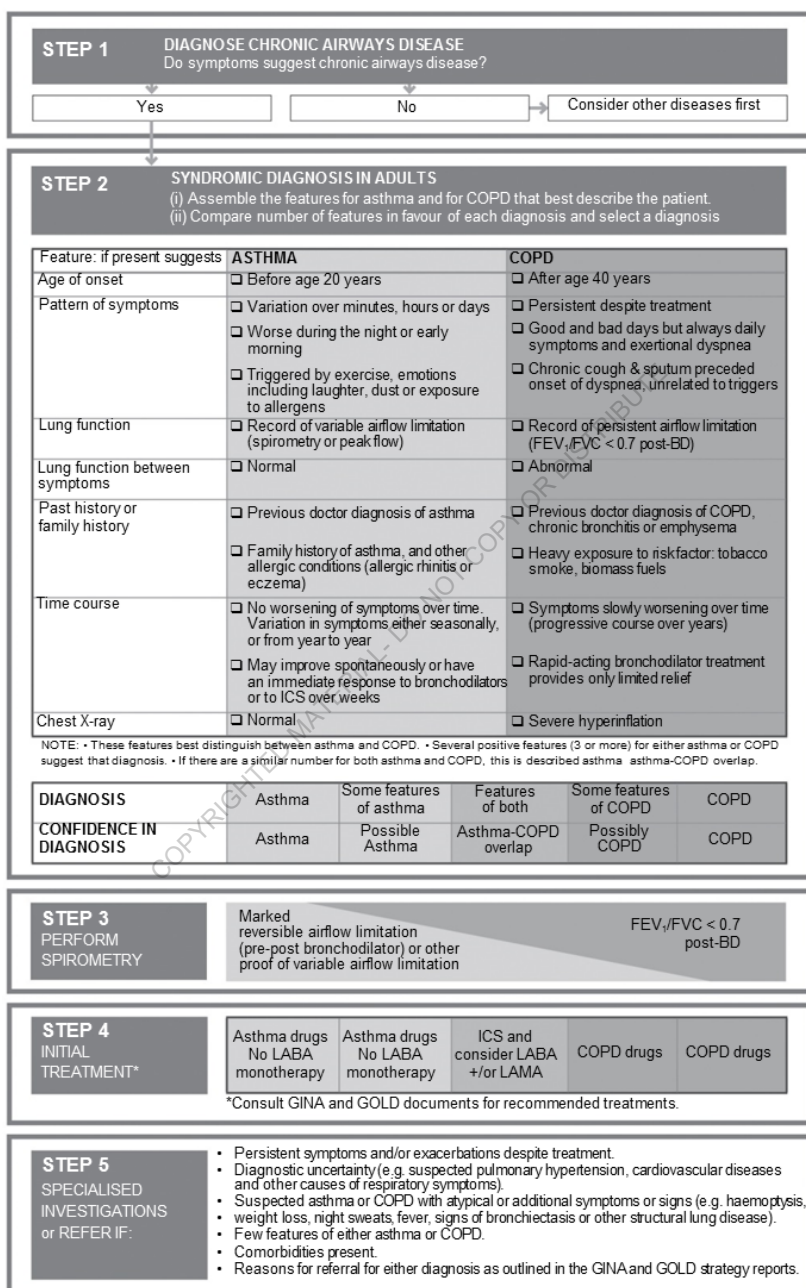 STEP 1
DIAGNOSE CHRONIC AIRWAYS DISEASE
Do symptoms suggest chronic airways disease?
Yes
No
Consider other diseases first
STEP 2
SYNDROMIC DIAGNOSIS IN ADULTS
(i) Assemble the features for asthma and for COPD that best describe the patient.
(ii) Compare number of features in favour of each diagnosis and select a diagnosis
Feature: if present suggests ASTHMA COPD
Age of onset
Before age 20 years
After age 40 years
Pattern of symptoms
Variation over minutes, hours or days
Worse during the night or early
morning
Triggered by exercise, emotions
including laughter, dust or exposure
to allergens
Persistent despite treatment
Good and bad days but always daily
symptoms and exertional dyspnea
Chronic cough & sputum preceded
onset of dyspnea, unrelated to triggers
Lung function
Record of variable airflow limitation
(spirometry or peak flow)
Record of persistent airflow limitation
(FEV₁/FVC < 0.7 post-BD)
Lung function between
symptoms
Normal
Abnormal
Past history or
family history
Previous doctor diagnosis of asthma
Family history of asthma, and other
allergic conditions (allergic rhinitis or
eczema)
Previous doctor diagnosis of COPD,
chronic bronchitis or emphysema
Heavy exposure to risk factor: tobacco
smoke, biomass fuels
Time course
No worsening of symptoms over time.
Variation in symptoms either seasonally,
or from year to year
May improve spontaneously or have
an immediate response to bronchodilators
or to ICS over weeks
Symptoms slowly worsening over time
(progressive course over years)
Rapid-acting bronchodilator treatment
provides only limited relief
Chest X-ray
Normal
Severe hyperinflation
NOTE: • These features best distinguish between asthma and COPD. • Several positive features (3 or more) for either asthma or COPD
suggest that diagnosis. • If there are a similar number for both asthma and COPD, this is described asthma asthma-COPD overlap.
DIAGNOSIS
Asthma
Some features
of asthma
Features
of both
Some features
of COPD
COPD
CONFIDENCE IN
DIAGNOSIS
Asthma
Possible
Asthma
Asthma-COPD
overlap
Possibly
COPD
COPD
COPYRIGHTED MATERIAL- DO NOT COPY OR DISTRIBUTE
STEP 3
PERFORM
SPIROMETRY
Marked
reversible airflow limitation
(pre-post bronchodilator) or other
proof of variable airflow limitation
FEV₁/FVC < 0.7
post-BD
STEP 4
INITIAL
TREATMENT*
Asthma drugs
No LABA
monotherapy
Asthma drugs
No LABA
monotherapy
ICS and
consider LABA
+/or LAMA
COPD drugs
COPD drugs
*Consult GINA and GOLD documents for recommended treatments.
STEP 5
SPECIALISED
INVESTIGATIONS
or REFER IF:
• Persistent symptoms and/or exacerbations despite treatment.
• Diagnostic uncertainty (e.g. suspected pulmonary hypertension, cardiovascular diseases
and other causes of respiratory symptoms).
• Suspected asthma or COPD with atypical or additional symptoms or signs (e.g. haemoptysis,
• weight loss, night sweats, fever, signs of bronchiectasis or other structural lung disease).
• Few features of either asthma or COPD.
• Comorbidities present.
• Reasons for referral for either diagnosis as outlined in the GINA and GOLD strategy reports.